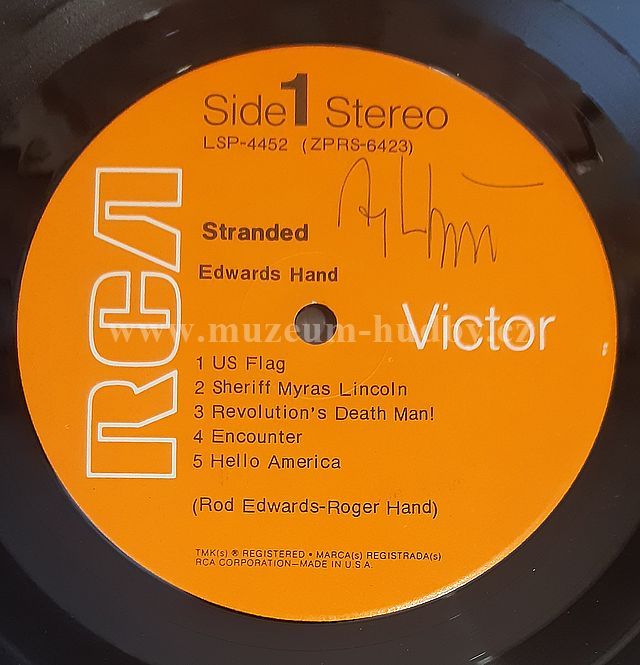 Side 1 Stereo
LSP-4452 (ZPRS-6423)
RCA
Stranded
Edwards Hand
Victor
1 US Flag
2 Sheriff Myras Lincoln
3 Revolution's Death Man!
4 Encounter
5 Hello America
(Rod Edwards-Roger Hand)
TMK(s) ® REGISTERED • MARCA(s) REGISTRADA(s)
RCA CORPORATION—MADE IN U.S.A.
www.muzeum-hudby.cz